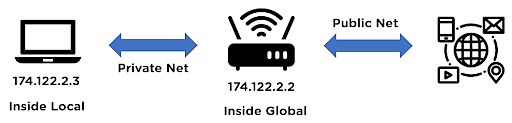 Public Net
Private Net
174.122.2.3
174.122.2.2
Inside Local
Inside Global